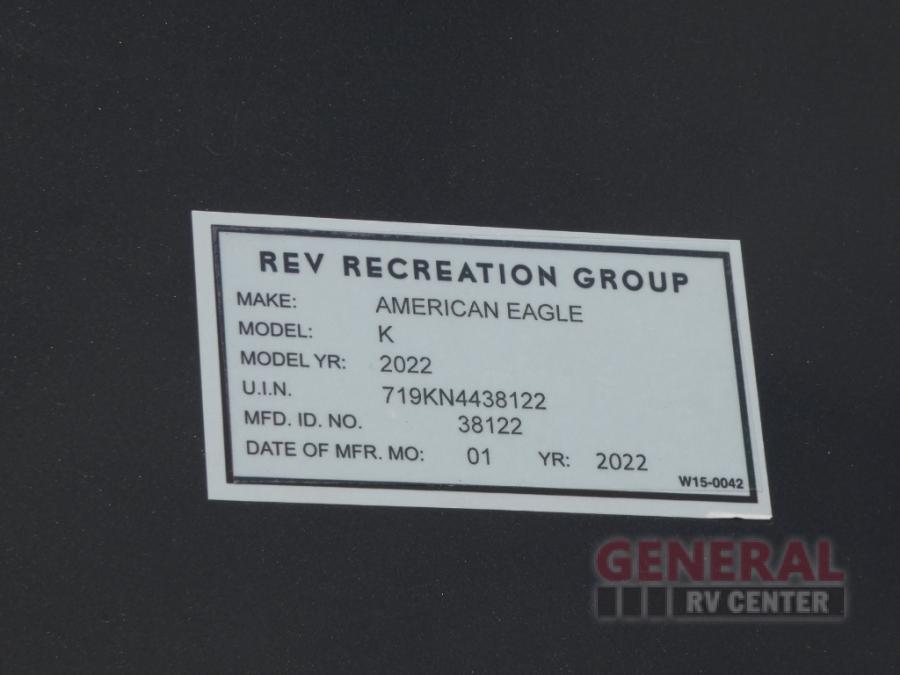 REV RECREATION GROUP
MAKE: AMERICAN EAGLE
MODEL: K
MODEL YR: 2022
U.I.N. 719KN4438122
MFD. ID. NO. 38122
DATE OF MFR. MO: 01 YR: 2022
W15-0042
GENERAL
RV CENTER